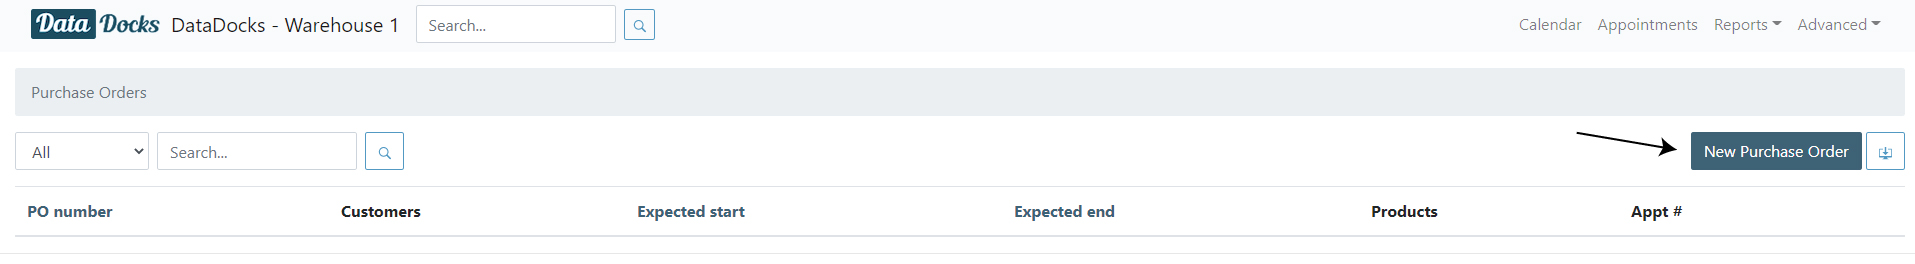 Data Docks DataDocks - Warehouse 1 Search... Calendar Appointments Reports Advanced
Purchase Orders
All Search... New Purchase Order
PO number Customers Expected start Expected end Products Appt #